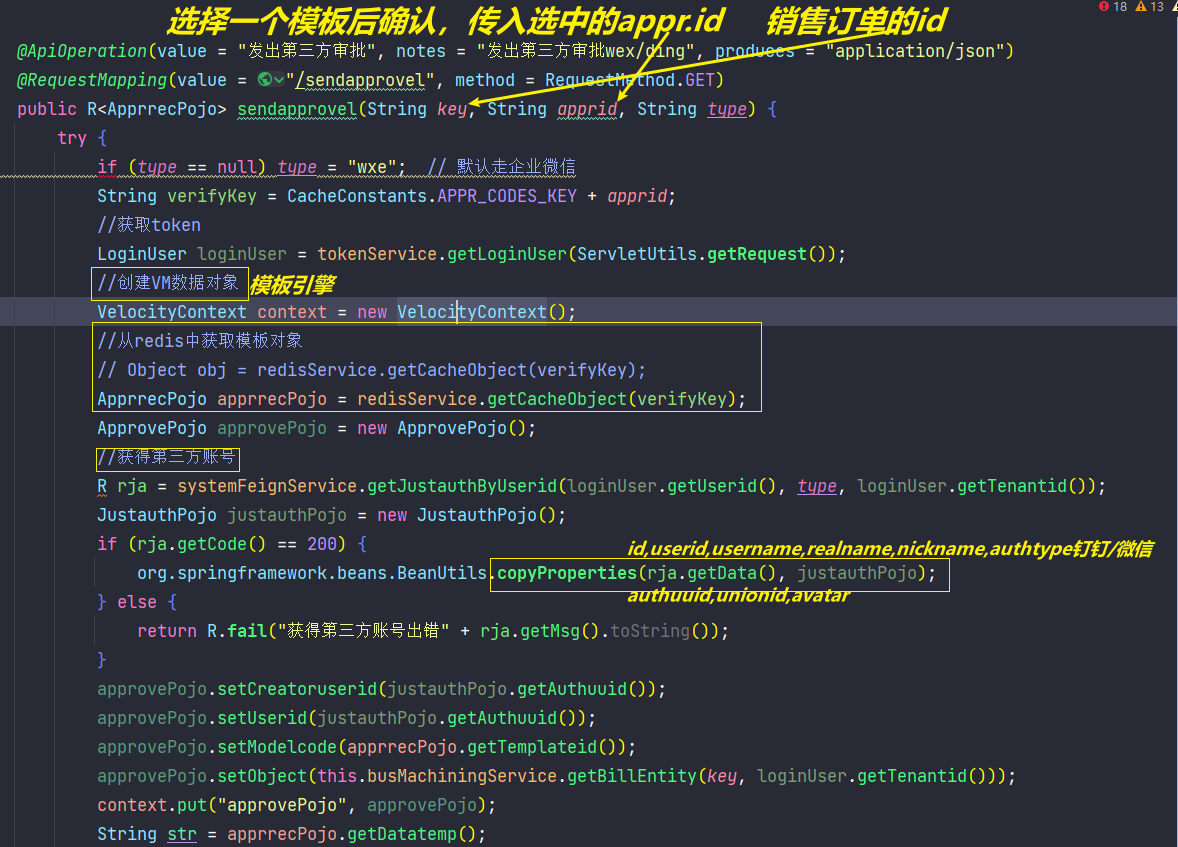 选择一个模板后确认，传入选中的appr.id 销售订单的id
18 13
@ApiOperation(value = "发出第三方审批", notes = "发出第三方审批wex/ding", produces = "application/json")
@RequestMapping(value = "/sendapprovel", method = RequestMethod.GET)
public R<ApprrecPojo> sendapprovel(String key, String apprid, String type) {
try {
if (type == null) type = "wxe"; // 默认走企业微信
String verifyKey = CacheConstants.APPR_CODES_KEY + apprid;
//获取token
LoginUser loginUser = tokenService.getLoginUser(ServletUtils.getRequest());
//创建VM数据对象 模板引擎
VelocityContext context = new VelocityContext();
//从redis中获取模板对象
// Object obj = redisService.getCacheObject(verifyKey);
ApprrecPojo apprrecPojo = redisService.getCacheObject(verifyKey);
ApprovePojo approvePojo = new ApprovePojo();
//获得第三方账号
R rja = systemFeignService.getJustauthByUserid(loginUser.getUserid(), type, loginUser.getTenantid());
JustauthPojo justauthPojo = new JustauthPojo();
if (rja.getCode() == 200) {
id,userid,username,realname,nickname,authtype钉钉/微信
org.springframework.beans.BeanUtils.copyProperties(rja.getData(), justauthPojo);
authuuid,unionid,avatar
} else {
return R.fail("获得第三方账号出错" + rja.getMsg().toString());
}
approvePojo.setCreatoruserid(justauthPojo.getAuthuuid());
approvePojo.setUserid(justauthPojo.getAuthuuid());
approvePojo.setModelcode(apprrecPojo.getTemplateid());
approvePojo.setObject(this.busMachiningService.getBillEntity(key, loginUser.getTenantid()));
context.put("approvePojo", approvePojo);
String str = apprrecPojo.getDatatemp();